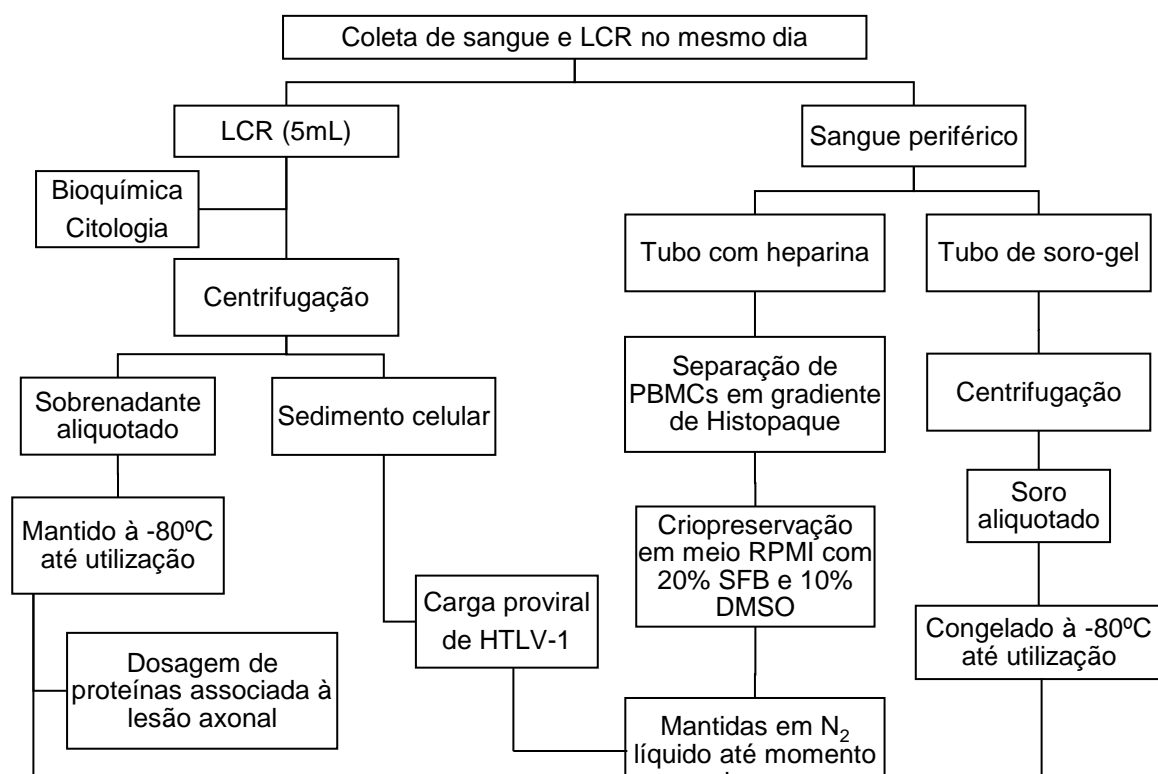 Coleta de sangue e LCR no mesmo dia
LCR (5mL)
Sangue periférico
Bioquímica
Citologia
Tubo com heparina
Tubo de soro-gel
Centrifugação
Separação de
PBMCs em gradiente
de Histopaque
Centrifugação
Sobrenadante
aliquotado
Sedimento celular
Soro
aliquotado
Mantido à -80ºC
até utilização
Criopreservação
em meio RPMI com
20% SFB e 10%
DMSO
Carga proviral
de HTLV-1
Congelado à -80ºC
até utilização
Dosagem de
proteínas associada à
lesão axonal
Mantidas em N₂
líquido até momento